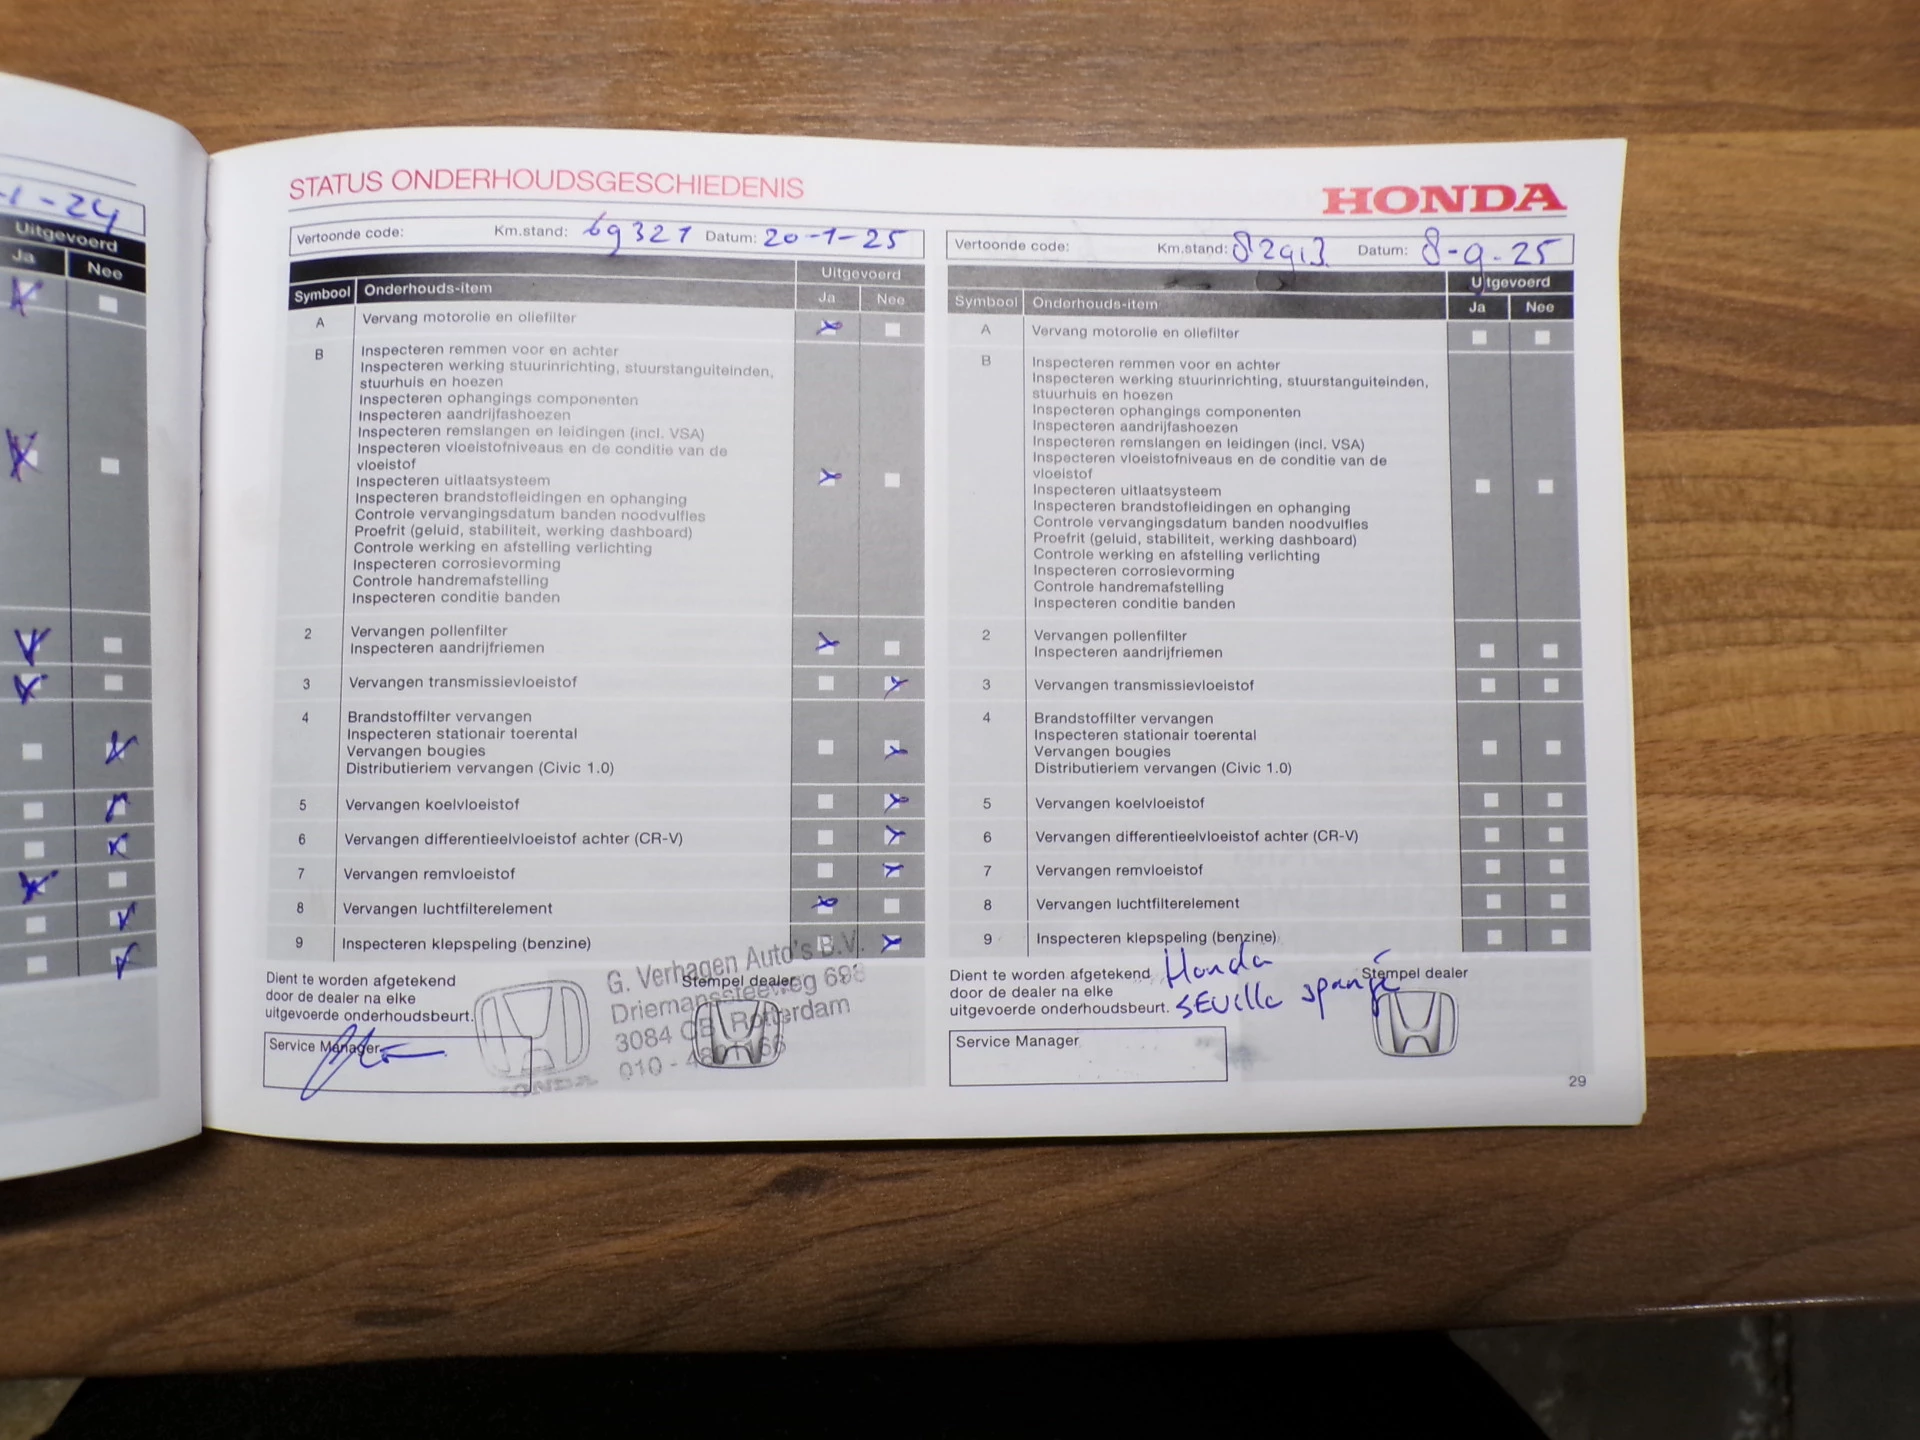 1-24
Uitgevoerd
Ja Nee
STATUS ONDERHOUDSGESCHIEDENIS
HONDA
Vertoonde code: Km.stand: 69321 Datum: 20-1-25
Uitgevoerd
Symbool Onderhouds-item Ja Nee
A Vervang motorolie en oliefilter
B Inspecteren remmen voor en achter
Inspecteren werking stuurinrichting, stuurstanguiteinden,
stuurhuis en hoezen
Inspecteren ophangings componenten
Inspecteren aandrijfashoezen
Inspecteren remslangen en leidingen (incl. VSA)
Inspecteren vloeistofniveaus en de conditie van de
vloeistof
Inspecteren uitlaatsysteem
Inspecteren brandstofleidingen en ophanging
Controle vervangingsdatum banden noodvulfles
Proefrit (geluid, stabiliteit, werking dashboard)
Controle werking en afstelling verlichting
Inspecteren corrosievorming
Controle handremafstelling
Inspecteren conditie banden
2 Vervangen pollenfilter
Inspecteren aandrijfriemen
3 Vervangen transmissievloeistof
4 Brandstoffilter vervangen
Inspecteren stationair toerental
Vervangen bougies
Distributieriem vervangen (Civic 1.0)
5 Vervangen koelvloeistof
6 Vervangen differentieelvloeistof achter (CR-V)
7 Vervangen remvloeistof
8 Vervangen luchtfilterelement
9 Inspecteren klepspeling (benzine)
Dient te worden afgetekend
door de dealer na elke
uitgevoerde onderhoudsbeurt.
Stempel dealer
Service Manager
G. Verhagen Auto's B.V.
Driemanssteeweg 698
3084 CB Rotterdam
010 -
HONDA
Vertoonde code: Km.stand: 82913 Datum: 8-9-25
Uitgevoerd
Symbool Onderhouds-item Ja Nee
A Vervang motorolie en oliefilter
B Inspecteren remmen voor en achter
Inspecteren werking stuurinrichting, stuurstanguiteinden,
stuurhuis en hoezen
Inspecteren ophangings componenten
Inspecteren aandrijfashoezen
Inspecteren remslangen en leidingen (incl. VSA)
Inspecteren vloeistofniveaus en de conditie van de
vloeistof
Inspecteren uitlaatsysteem
Inspecteren brandstofleidingen en ophanging
Controle vervangingsdatum banden noodvulfles
Proefrit (geluid, stabiliteit, werking dashboard)
Controle werking en afstelling verlichting
Inspecteren corrosievorming
Controle handremafstelling
Inspecteren conditie banden
2 Vervangen pollenfilter
Inspecteren aandrijfriemen
3 Vervangen transmissievloeistof
4 Brandstoffilter vervangen
Inspecteren stationair toerental
Vervangen bougies
Distributieriem vervangen (Civic 1.0)
5 Vervangen koelvloeistof
6 Vervangen differentieelvloeistof achter (CR-V)
7 Vervangen remvloeistof
8 Vervangen luchtfilterelement
9 Inspecteren klepspeling (benzine)
Dient te worden afgetekend
door de dealer na elke
uitgevoerde onderhoudsbeurt.
Honda
SEVilla spanje
Stempel dealer
Service Manager
29